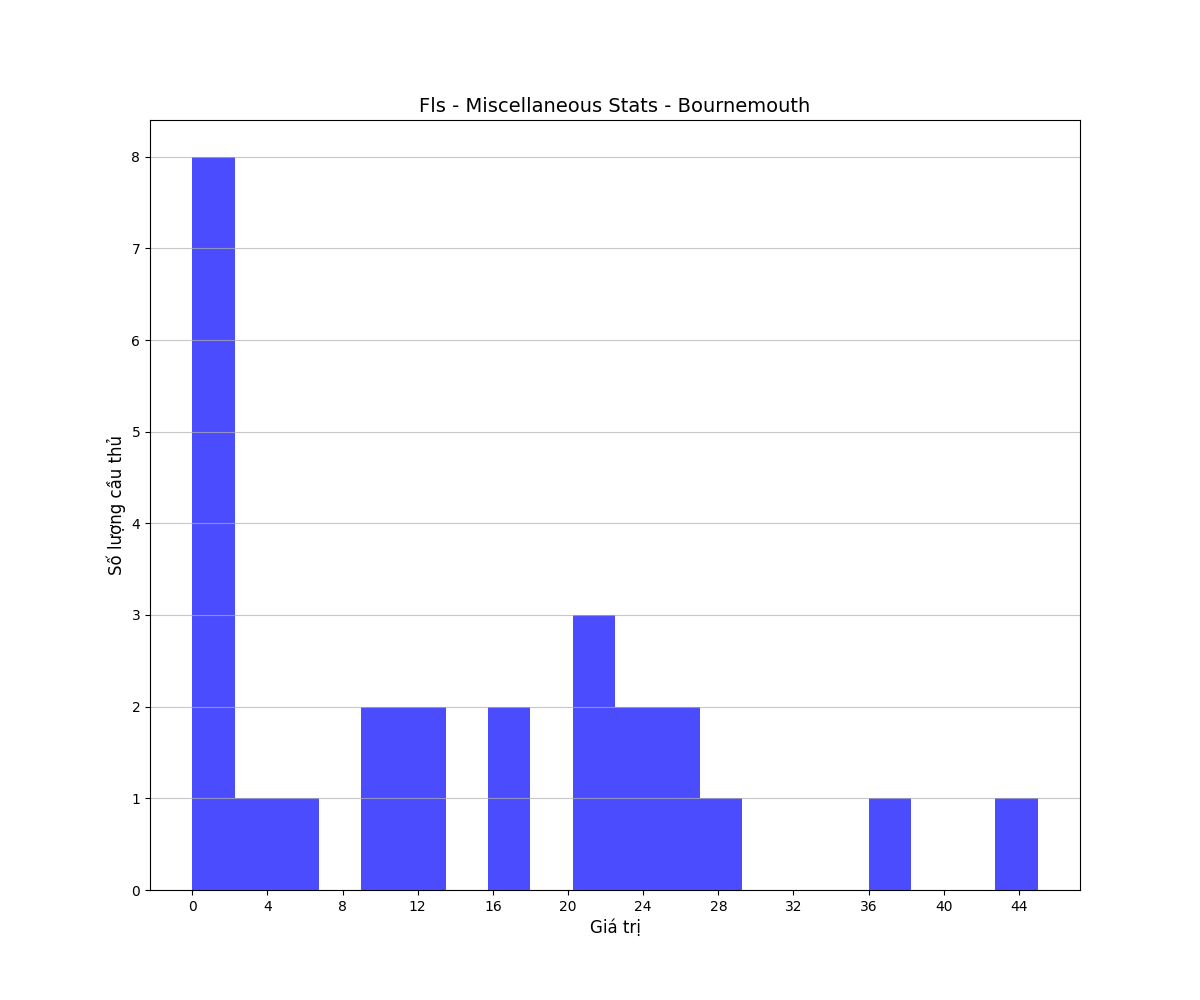 Fls - Miscellaneous Stats - Bournemouth
Số lượng cầu thủ
8
7
6
5
4
3
2
1
0
0 4 8 12 16 20 24 28 32 36 40 44
Giá trị